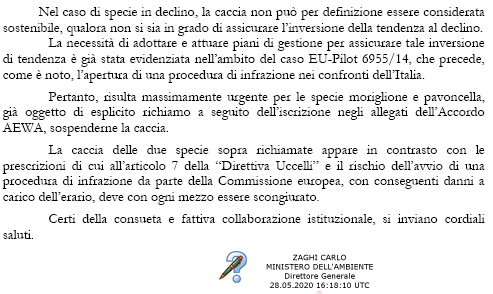 Nel caso di specie in declino, la caccia non può per definizione essere considerata
sostenibile, qualora non si sia in grado di assicurare l'inversione della tendenza al declino.
La necessità di adottare e attuare piani di gestione per assicurare tale inversione
di tendenza è già stata evidenziata nell'ambito del caso EU-Pilot 6955/14, che precede,
come è noto, l'apertura di una procedura di infrazione nei confronti dell'Italia.
Pertanto, risulta massimamente urgente per le specie moriglione e pavoncella,
già oggetto di esplicito richiamo a seguito dell'iscrizione negli allegati dell'Accordo
AEWA, sospenderne la caccia.
La caccia delle due specie sopra richiamate appare in contrasto con le
prescrizioni di cui all'articolo 7 della "Direttiva Uccelli" e il rischio dell'avvio di una
procedura di infrazione da parte della Commissione europea, con conseguenti danni a
carico dell'erario, deve con ogni mezzo essere scongiurato.
Certi della consueta e fattiva collaborazione istituzionale, si inviano cordiali
saluti.
ZAGHI CARLO
MINISTERO DELL'AMBIENTE
Direttore Generale
28.05.2020 16:18:10 UTC